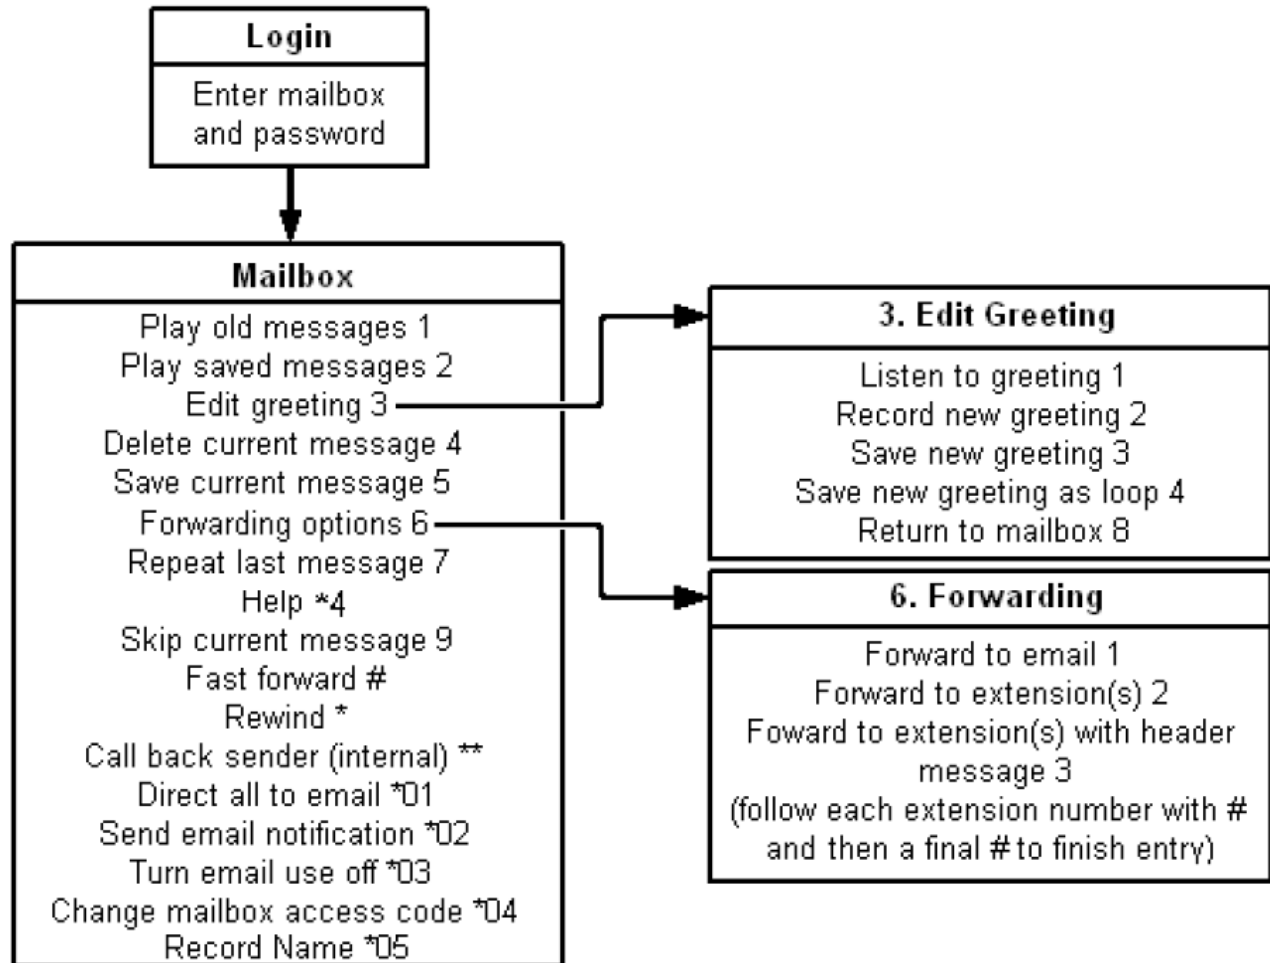 Login
Enter mailbox
and password
Mailbox
Play old messages 1
Play saved messages 2
Edit greeting 3
Delete current message 4
Save current message 5
Forwarding options 6
Repeat last message 7
Help *4
Skip current message 9
Fast forward #
Rewind *
Call back sender (internal) **
Direct all to email *01
Send email notification *02
Turn email use off *03
Change mailbox access code *04
Record Name *05
3. Edit Greeting
Listen to greeting 1
Record new greeting 2
Save new greeting 3
Save new greeting as loop 4
Return to mailbox 8
6. Forwarding
Forward to email 1
Forward to extension(s) 2
Foward to extension(s) with header
message 3
(follow each extension number with #
and then a final # to finish entry)